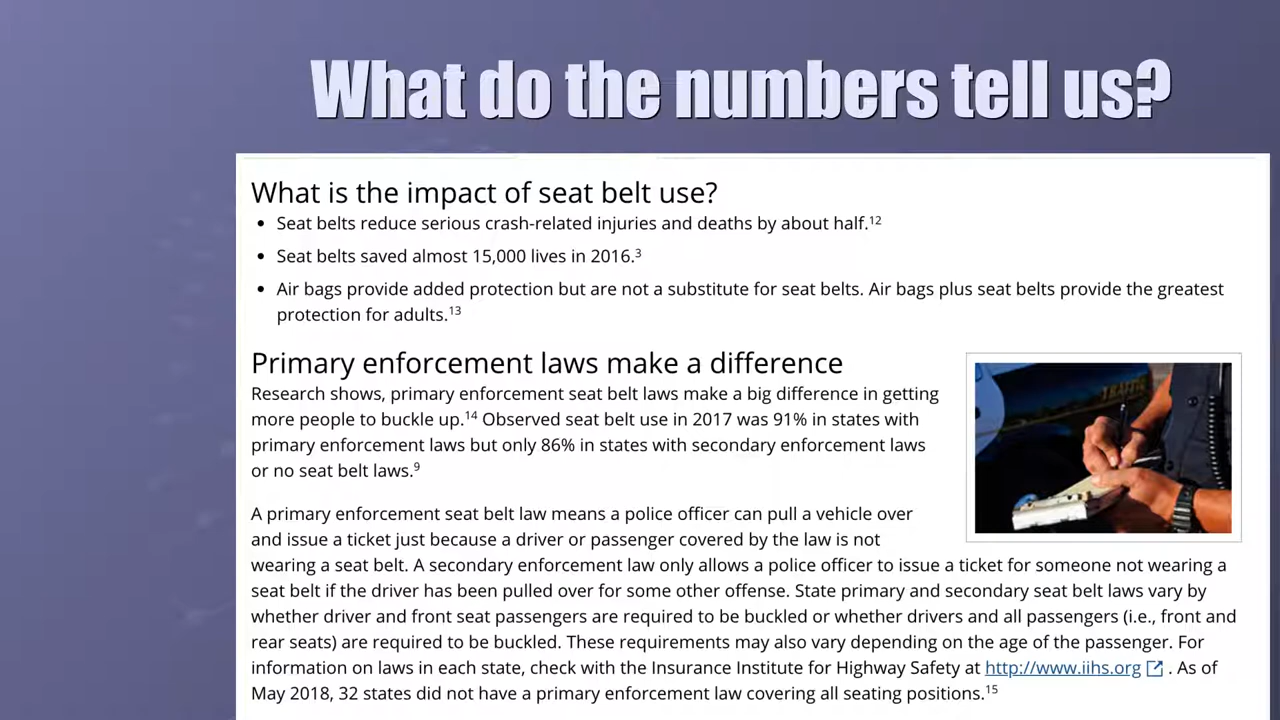 What do the numbers tell us?
What is the impact of seat belt use?
• Seat belts reduce serious crash-related injuries and deaths by about half.12
• Seat belts saved almost 15,000 lives in 2016.3
• Air bags provide added protection but are not a substitute for seat belts. Air bags plus seat belts provide the greatest
protection for adults.13
Primary enforcement laws make a difference
Research shows, primary enforcement seat belt laws make a big difference in getting
more people to buckle up.14 Observed seat belt use in 2017 was 91% in states with
primary enforcement laws but only 86% in states with secondary enforcement laws
or no seat belt laws.9
A primary enforcement seat belt law means a police officer can pull a vehicle over
and issue a ticket just because a driver or passenger covered by the law is not
wearing a seat belt. A secondary enforcement law only allows a police officer to issue a ticket for someone not wearing a
seat belt if the driver has been pulled over for some other offense. State primary and secondary seat belt laws vary by
whether driver and front seat passengers are required to be buckled or whether drivers and all passengers (i.e., front and
rear seats) are required to be buckled. These requirements may also vary depending on the age of the passenger. For
information on laws in each state, check with the Insurance Institute for Highway Safety at http://www.iihs.org . As of
May 2018, 32 states did not have a primary enforcement law covering all seating positions.15
TRAFFIC